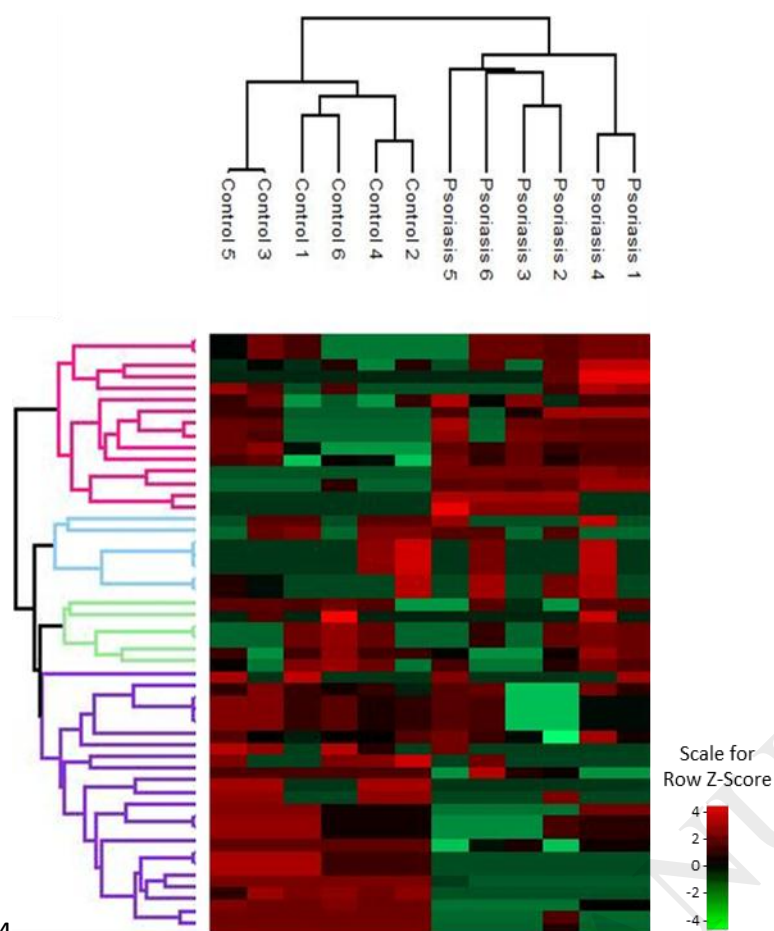 Control 5
Control 3
Control 1
Control 6
Control 4
Control 2
Psoriasis 5
Psoriasis 6
Psoriasis 3
Psoriasis 2
Psoriasis 4
Psoriasis 1
Scale for
Row Z-Score
4
2
0
-2
-4
4